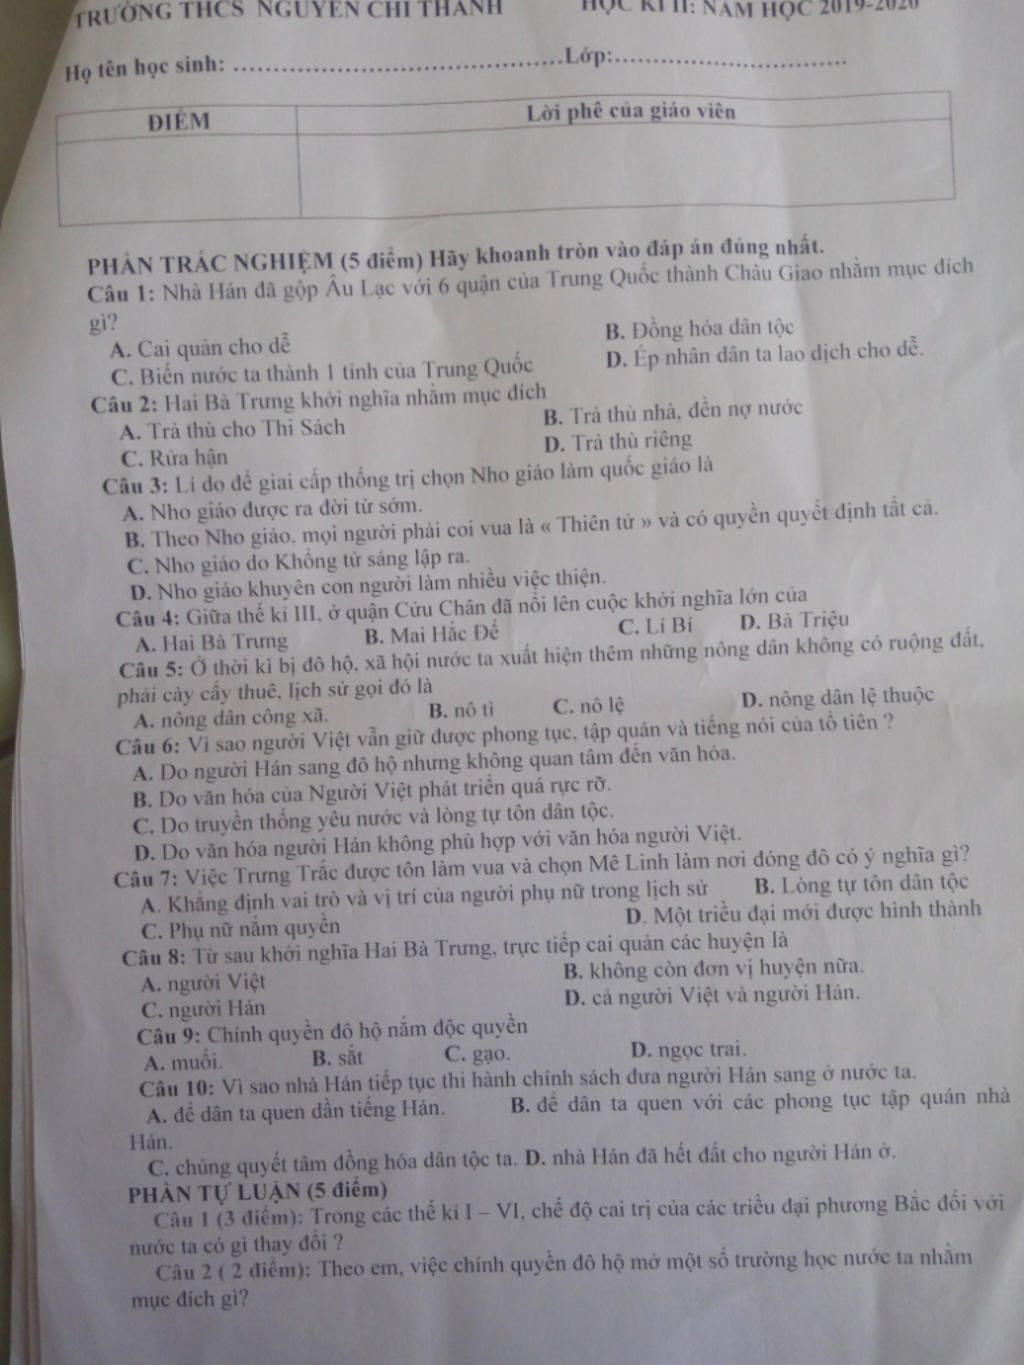 TRƯỜNG THCS NGUYỄN CHÍ THANH HỌC KÌ II: NĂM HỌC 2019-2020
Họ tên học sinh: ..........................................Lớp:..............................
ĐIỂM Lời phê của giáo viên
PHẦN TRẮC NGHIỆM (5 điểm) Hãy khoanh tròn vào đáp án đúng nhất.
Câu 1: Nhà Hán đã gộp Âu Lạc với 6 quận của Trung Quốc thành Châu Giao nhằm mục đích
gì?
A. Cai quản cho dễ B. Đồng hóa dân tộc
C. Biến nước ta thành 1 tỉnh của Trung Quốc D. Ép nhân dân ta lao dịch cho dễ.
Câu 2: Hai Bà Trưng khởi nghĩa nhằm mục đích
A. Trả thù cho Thi Sách B. Trả thù nhà, đền nợ nước
C. Rửa hận D. Trả thù riêng
Câu 3: Lí do để giai cấp thống trị chọn Nho giáo làm quốc giáo là
A. Nho giáo được ra đời từ sớm.
B. Theo Nho giáo, mọi người phải coi vua là « Thiên tử » và có quyền quyết định tất cả.
C. Nho giáo do Khổng tử sáng lập ra.
D. Nho giáo khuyên con người làm nhiều việc thiện.
Câu 4: Giữa thế kỉ III, ở quận Cửu Chân đã nổi lên cuộc khởi nghĩa lớn của
A. Hai Bà Trưng B. Mai Hắc Đế C. Lí Bí D. Bà Triệu
Câu 5: Ở thời kì bị đô hộ, xã hội nước ta xuất hiện thêm những nông dân không có ruộng đất,
phải cày cấy thuê, lịch sử gọi đó là
A. nông dân công xã. B. nô tì C. nô lệ D. nông dân lệ thuộc
Câu 6: Vì sao người Việt vẫn giữ được phong tục, tập quán và tiếng nói của tổ tiên ?
A. Do người Hán sang đô hộ nhưng không quan tâm đến văn hóa.
B. Do văn hóa của Người Việt phát triển quá rực rỡ.
C. Do truyền thống yêu nước và lòng tự tôn dân tộc.
D. Do văn hóa người Hán không phù hợp với văn hóa người Việt.
Câu 7: Việc Trưng Trắc được tôn làm vua và chọn Mê Linh làm nơi đóng đô có ý nghĩa gì?
A. Khẳng định vai trò và vị trí của người phụ nữ trong lịch sử B. Lòng tự tôn dân tộc
C. Phụ nữ nắm quyền D. Một triều đại mới được hình thành
Câu 8: Từ sau khởi nghĩa Hai Bà Trưng, trực tiếp cai quản các huyện là
A. người Việt B. không còn đơn vị huyện nữa.
C. người Hán D. cả người Việt và người Hán.
Câu 9: Chính quyền đô hộ nắm độc quyền
A. muối. B. sắt C. gạo. D. ngọc trai.
Câu 10: Vì sao nhà Hán tiếp tục thi hành chính sách đưa người Hán sang ở nước ta.
A. để dân ta quen dần tiếng Hán. B. để dân ta quen với các phong tục tập quán nhà
Hán.
C. chúng quyết tâm đồng hóa dân tộc ta. D. nhà Hán đã hết đất cho người Hán ở.
PHẦN TỰ LUẬN (5 điểm)
Câu 1 (3 điểm): Trong các thế kỉ I – VI, chế độ cai trị của các triều đại phương Bắc đối với
nước ta có gì thay đổi ?
Câu 2 ( 2 điểm): Theo em, việc chính quyền đô hộ mở một số trường học nước ta nhằm
mục đích gì?